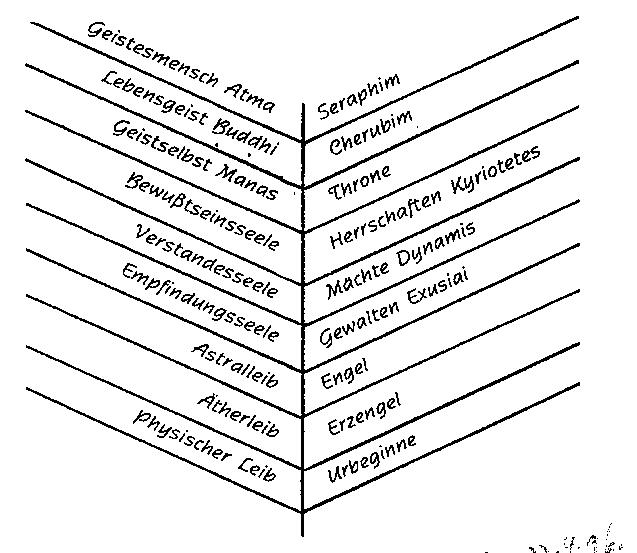 Geistesmensch Atma
Lebensgeist Buddhi
Geistselbst Manas
Bewußtseinsseele
Verstandesseele
Empfindungsseele
Astralleib
Ätherleib
Physischer Leib
Seraphim
Cherubim
Throne
Herrschaften Kyriotetes
Mächte Dynamis
Gewalten Exusiai
Engel
Erzengel
Urbeginne